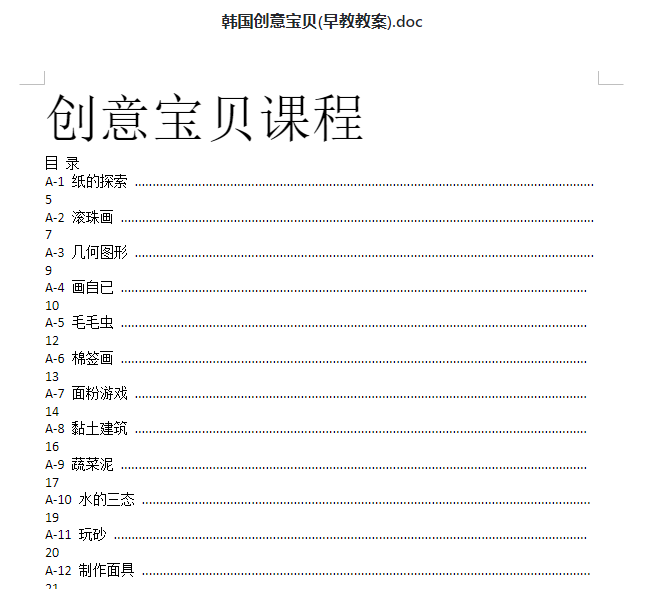 韩国创意宝贝(早教教案).doc
创意宝贝课程
目 录
A-1 纸的探索 ........................................................................
5
A-2 滚珠画 ........................................................................
7
A-3 几何图形 ........................................................................
9
A-4 画自已 ........................................................................
10
A-5 毛毛虫 ........................................................................
12
A-6 棉签画 ........................................................................
13
A-7 面粉游戏 ........................................................................
14
A-8 黏土建筑 ........................................................................
16
A-9 蔬菜泥 ........................................................................
17
A-10 水的三态 ........................................................................
19
A-11 玩砂 ........................................................................
20
A-12 制作面具 ........................................................................
21